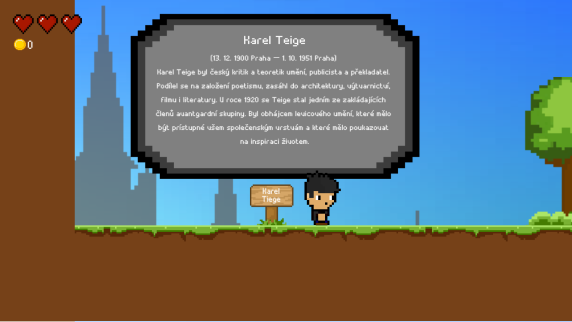 0
Karel Teige
(13. 12. 1900 Praha – 1. 10. 1951 Praha)
Karel Teige byl český kritik a teoretik umění, publicista a překladatel.
Podílel se na založení poetismu, zasáhl do architektury, výtvarnictví,
filmu i literatury. U roce 1920 se Teige stal jedním ze zakládajících
členů avantgardní skupiny. Byl obhájcem levicového umění, které mělo
být přístupné všem společenským vrstvám a které mělo poukazovat
na inspiraci životem.
Karel
Teige